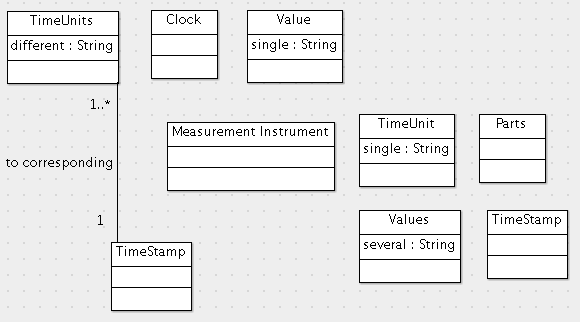 TimeUnits
different : String
Clock
Value
single : String
1..*
Measurement Instrument
TimeUnit
single : String
Parts
to corresponding
1
Values
several : String
TimeStamp
TimeStamp